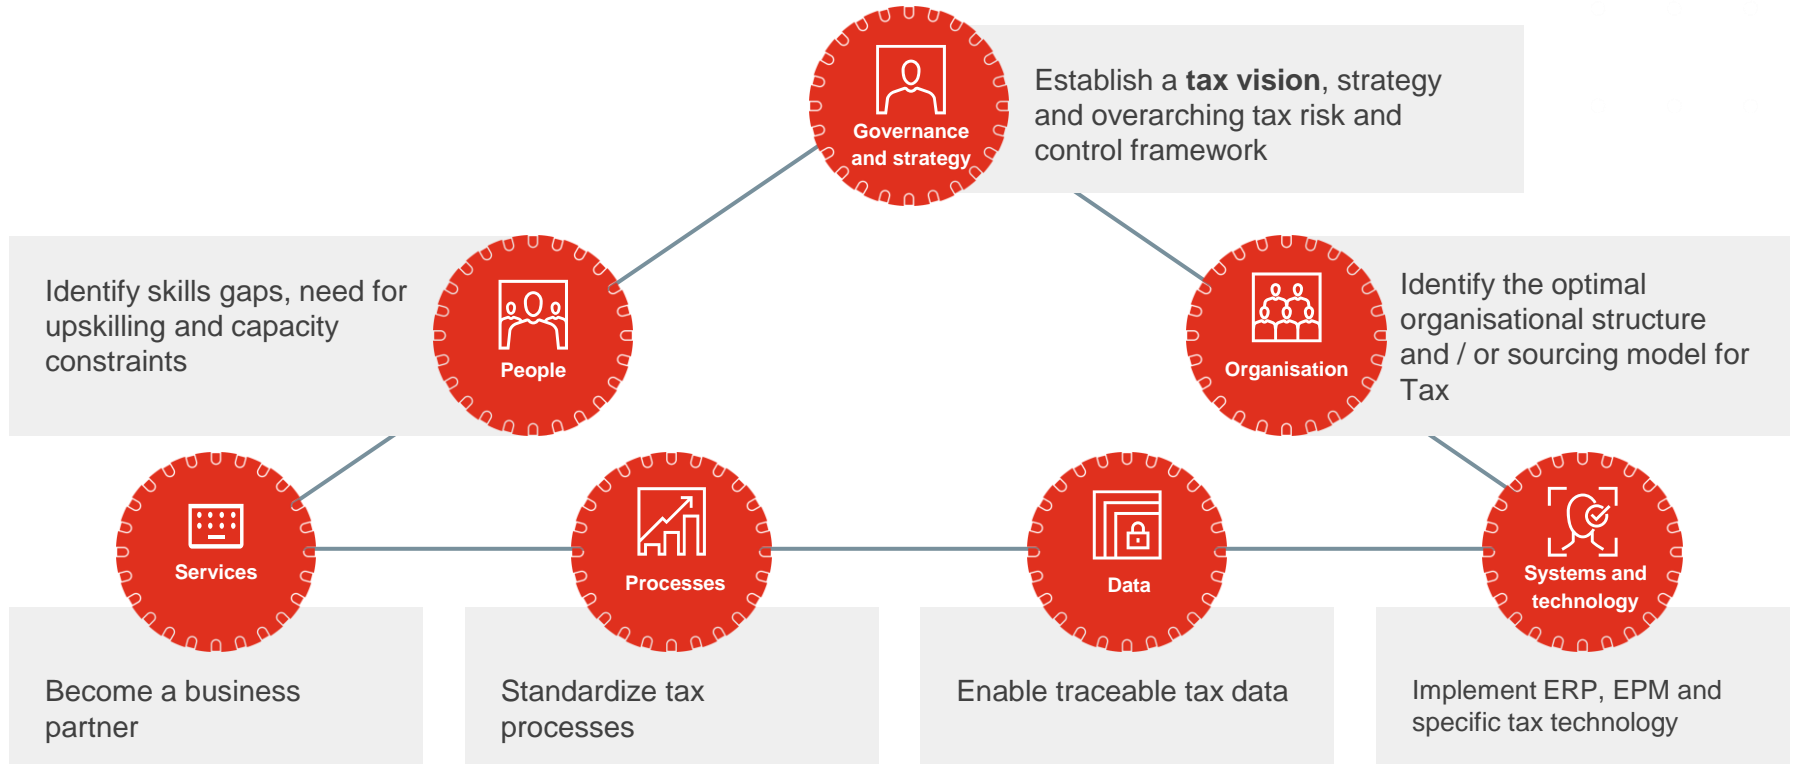 Governance
and strategy
Establish a tax vision, strategy
and overarching tax risk and
control framework
Identify skills gaps, need for
upskilling and capacity
constraints
People
Organisation
Identify the optimal
organisational structure
and / or sourcing model for
Tax
Services
Become a business
partner
Processes
Standardize tax
processes
Data
Enable traceable tax data
Systems and
technology
Implement ERP, EPM and
specific tax technology